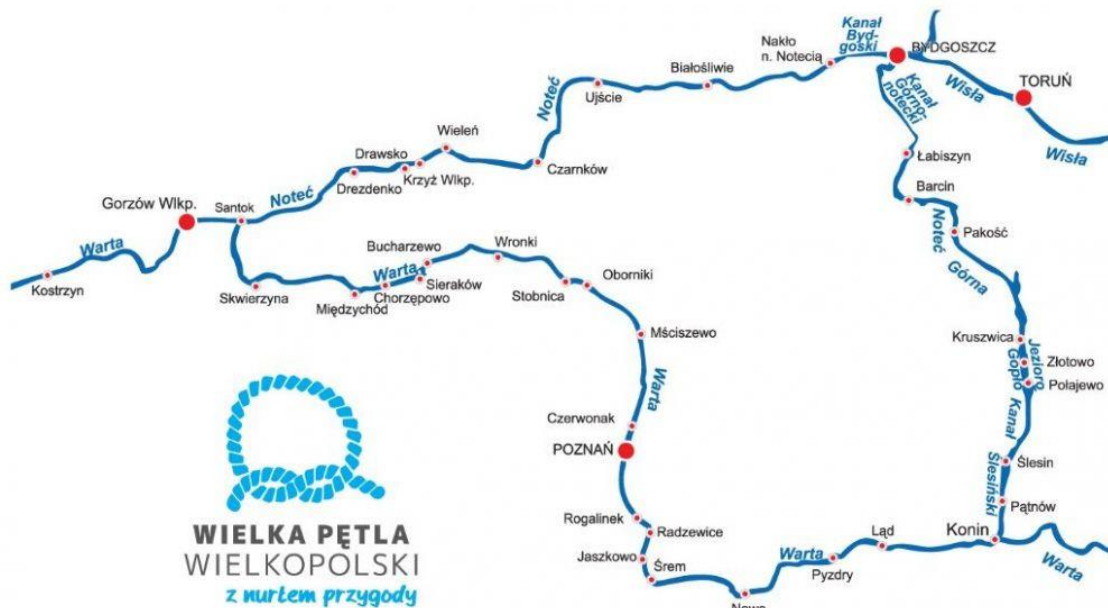 Kanał
Byd-
goski
Nakło
n. Notecią
BYDGOSZCZ
Białośliwie
Ujście
Noteć
Kanał
Górno-
notecki
Wisła
TORUŃ
Wisła
Wieleń
Drawsko
Krzyż Wlkp.
Drezdenko
Czarnków
Łabiszyn
Barcin
Noteć
Górna
Pakość
Gorzów Wlkp.
Santok
Noteć
Warta
Kostrzyn
Bucharzewo
Wronki
Warta
Sieraków
Chorzępowo
Skwierzyna
Międzychód
Stobnica
Oborniki
Mściszewo
Kruszwica
Jezioro
Gopło
Złotowo
Połajewo
Warta
Czerwonak
POZNAŃ
Kanał
Ślesiński
Ślesin
Pątnów
Rogalinek
Radzewice
Jaszkowo
Śrem
Warta
Pyzdry
Ląd
Konin
Warta
WIELKA PĘTLA
WIELKOPOLSKI
z nurtem przygody